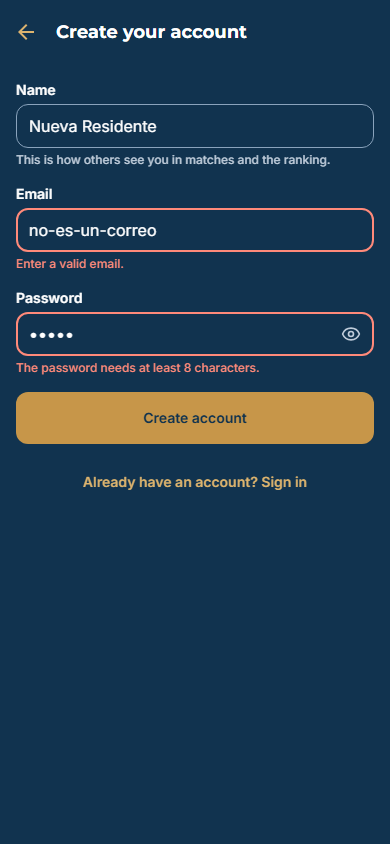 Create your account
Name
Nueva Residente
This is how others see you in matches and the ranking.
Email
no-es-un-correo
Enter a valid email.
Password
•••••
The password needs at least 8 characters.
Create account
Already have an account? Sign in